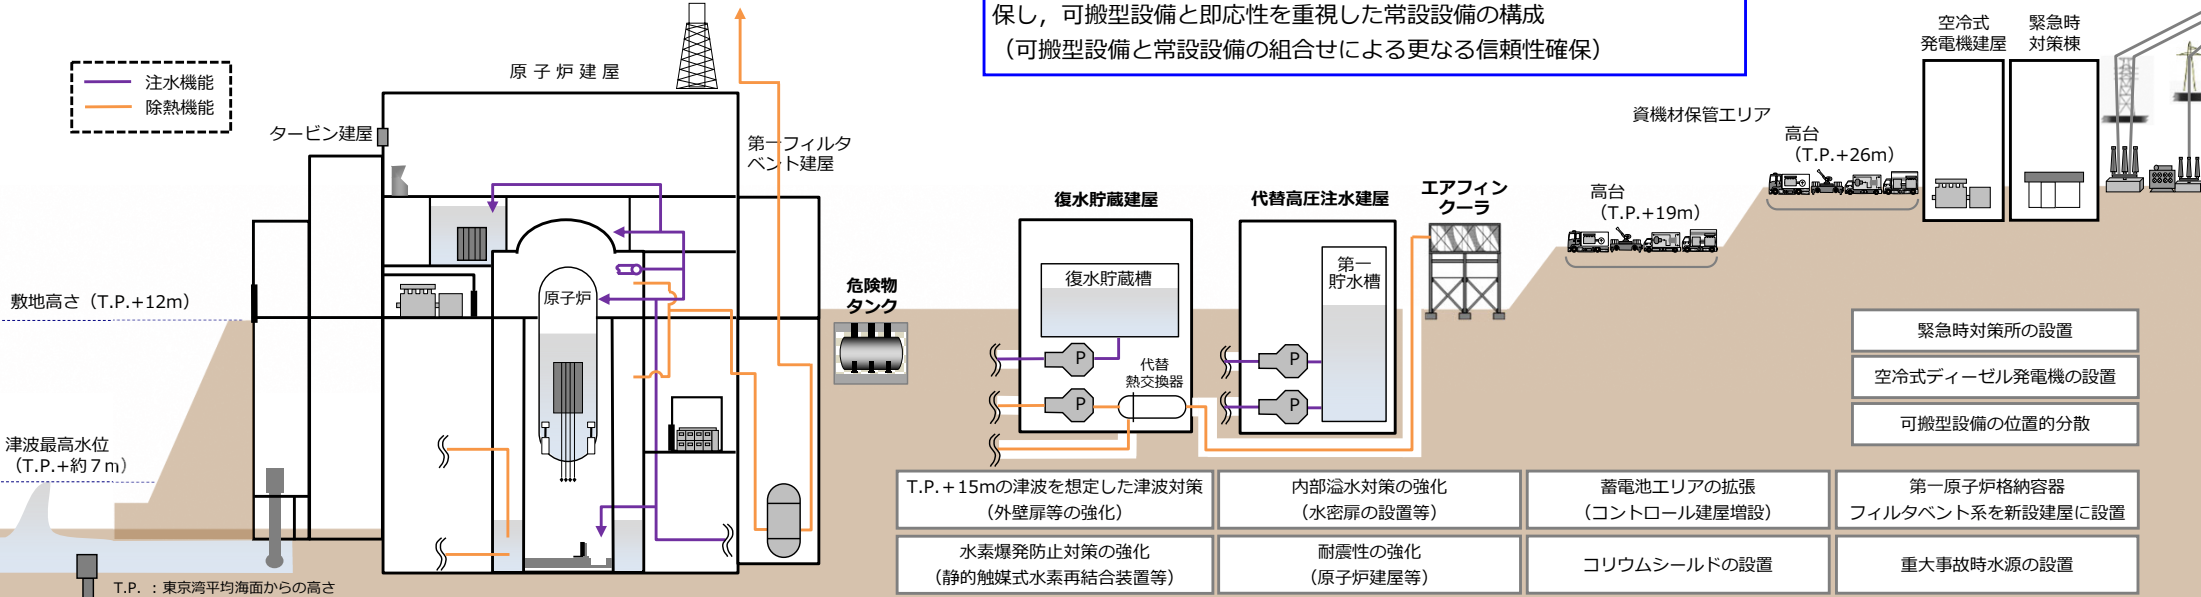 保し，可搬型設備と即応性を重視した常設設備の構成
（可搬型設備と常設設備の組合せによる更なる信頼性確保）
注水機能
除熱機能
原子炉建屋
タービン建屋
第一フィルタ
ベント建屋
空冷式
発電機建屋
緊急時
対策棟
資機材保管エリア
高台
（T.P.+26m）
高台
（T.P.+19m）
復水貯蔵建屋
代替高圧注水建屋
エアフィン
クーラ
復水貯蔵槽
第一
貯水槽
原子炉
危険物
タンク
敷地高さ（T.P.+12m）
P
P
P
P
代替
熱交換器
津波最高水位
（T.P.+約７ｍ）
緊急時対策所の設置
空冷式ディーゼル発電機の設置
可搬型設備の位置的分散
T.P.＋15mの津波を想定した津波対策
（外壁扉等の強化）
内部溢水対策の強化
（水密扉の設置等）
蓄電池エリアの拡張
（コントロール建屋増設）
第一原子炉格納容器
フィルタベント系を新設建屋に設置
水素爆発防止対策の強化
（静的触媒式水素再結合装置等）
耐震性の強化
（原子炉建屋等）
コリウムシールドの設置
重大事故時水源の設置
T.P. ：東京湾平均海面からの高さ